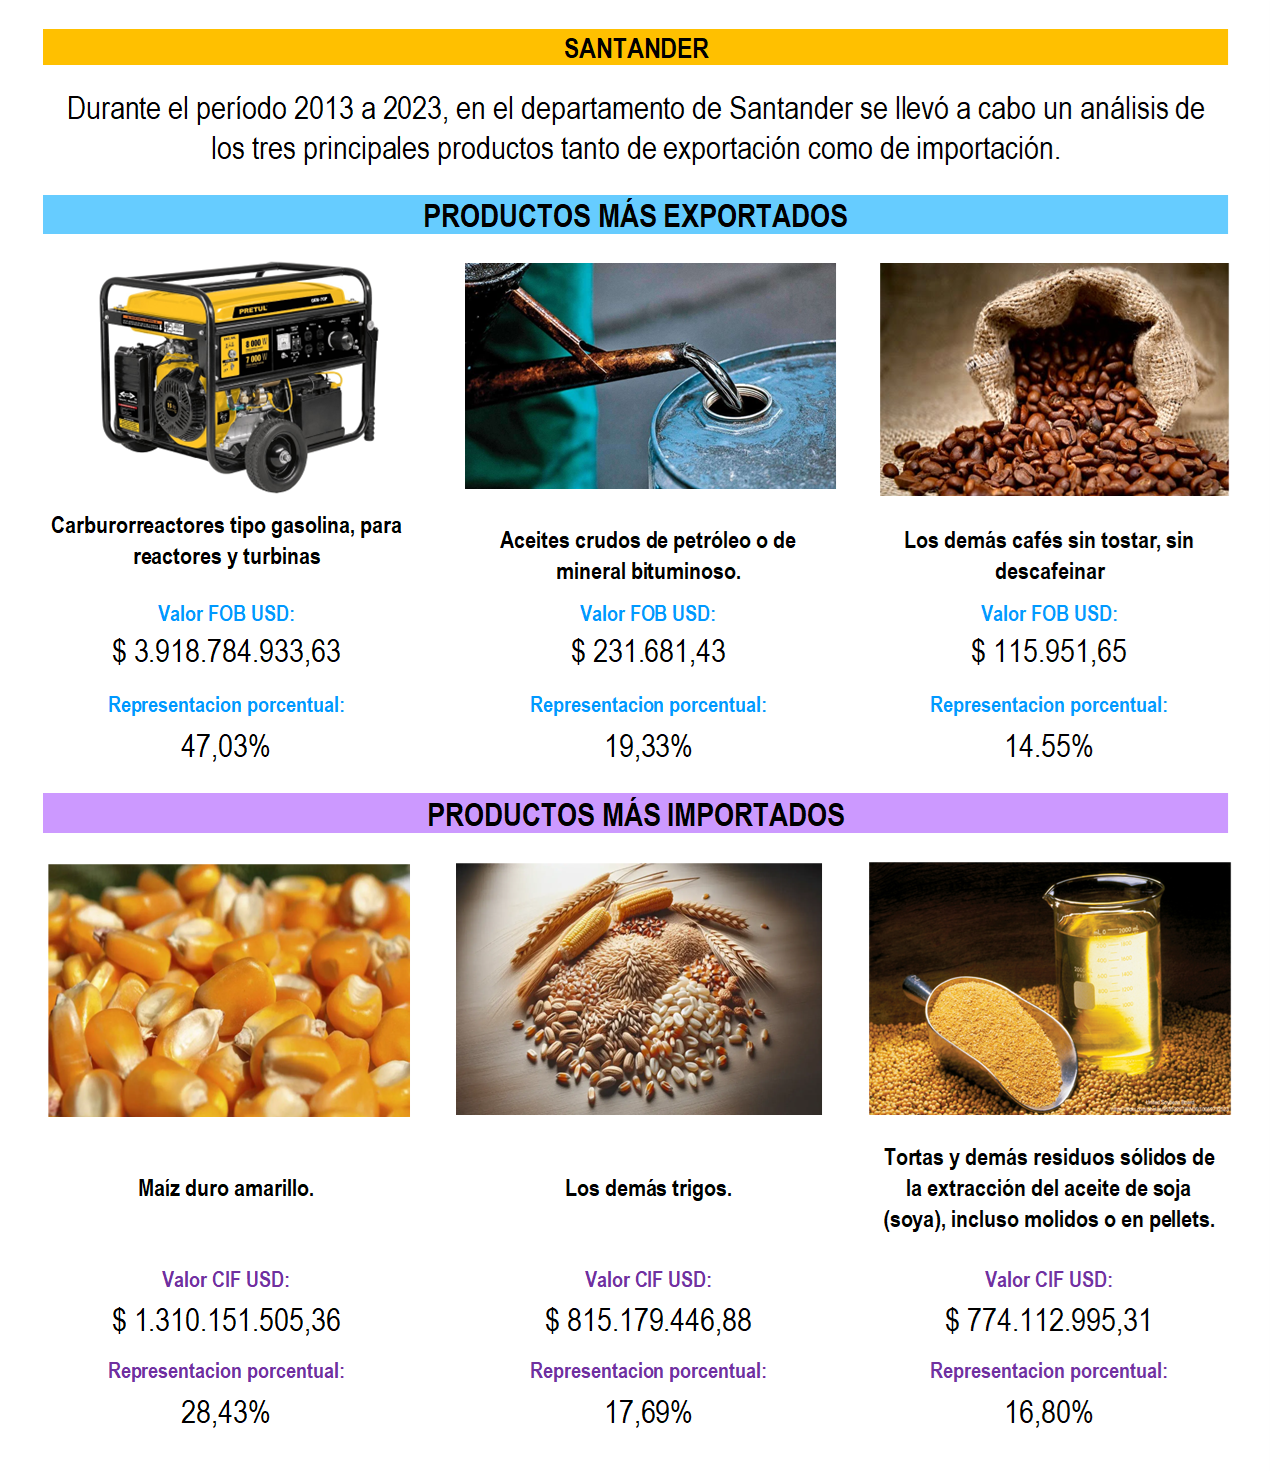 SANTANDER
Durante el período 2013 a 2023, en el departamento de Santander se llevó a cabo un análisis de
los tres principales productos tanto de exportación como de importación.
PRODUCTOS MÁS EXPORTADOS
PRETUL
8 000 W
7 000 W
Carburorreactores tipo gasolina, para
reactores y turbinas
Valor FOB USD:
$ 3.918.784.933,63
Representacion porcentual:
47,03%
Aceites crudos de petróleo o de
mineral bituminoso.
Valor FOB USD:
$ 231.681,43
Representacion porcentual:
19,33%
Los demás cafés sin tostar, sin
descafeinar
Valor FOB USD:
$ 115.951,65
Representacion porcentual:
14.55%
PRODUCTOS MÁS IMPORTADOS
Maíz duro amarillo.
Valor CIF USD:
$ 1.310.151.505,36
Representacion porcentual:
28,43%
Los demás trigos.
Valor CIF USD:
$ 815.179.446,88
Representacion porcentual:
17,69%
Tortas y demás residuos sólidos de
la extracción del aceite de soja
(soya), incluso molidos o en pellets.
Valor CIF USD:
$ 774.112.995,31
Representacion porcentual:
16,80%